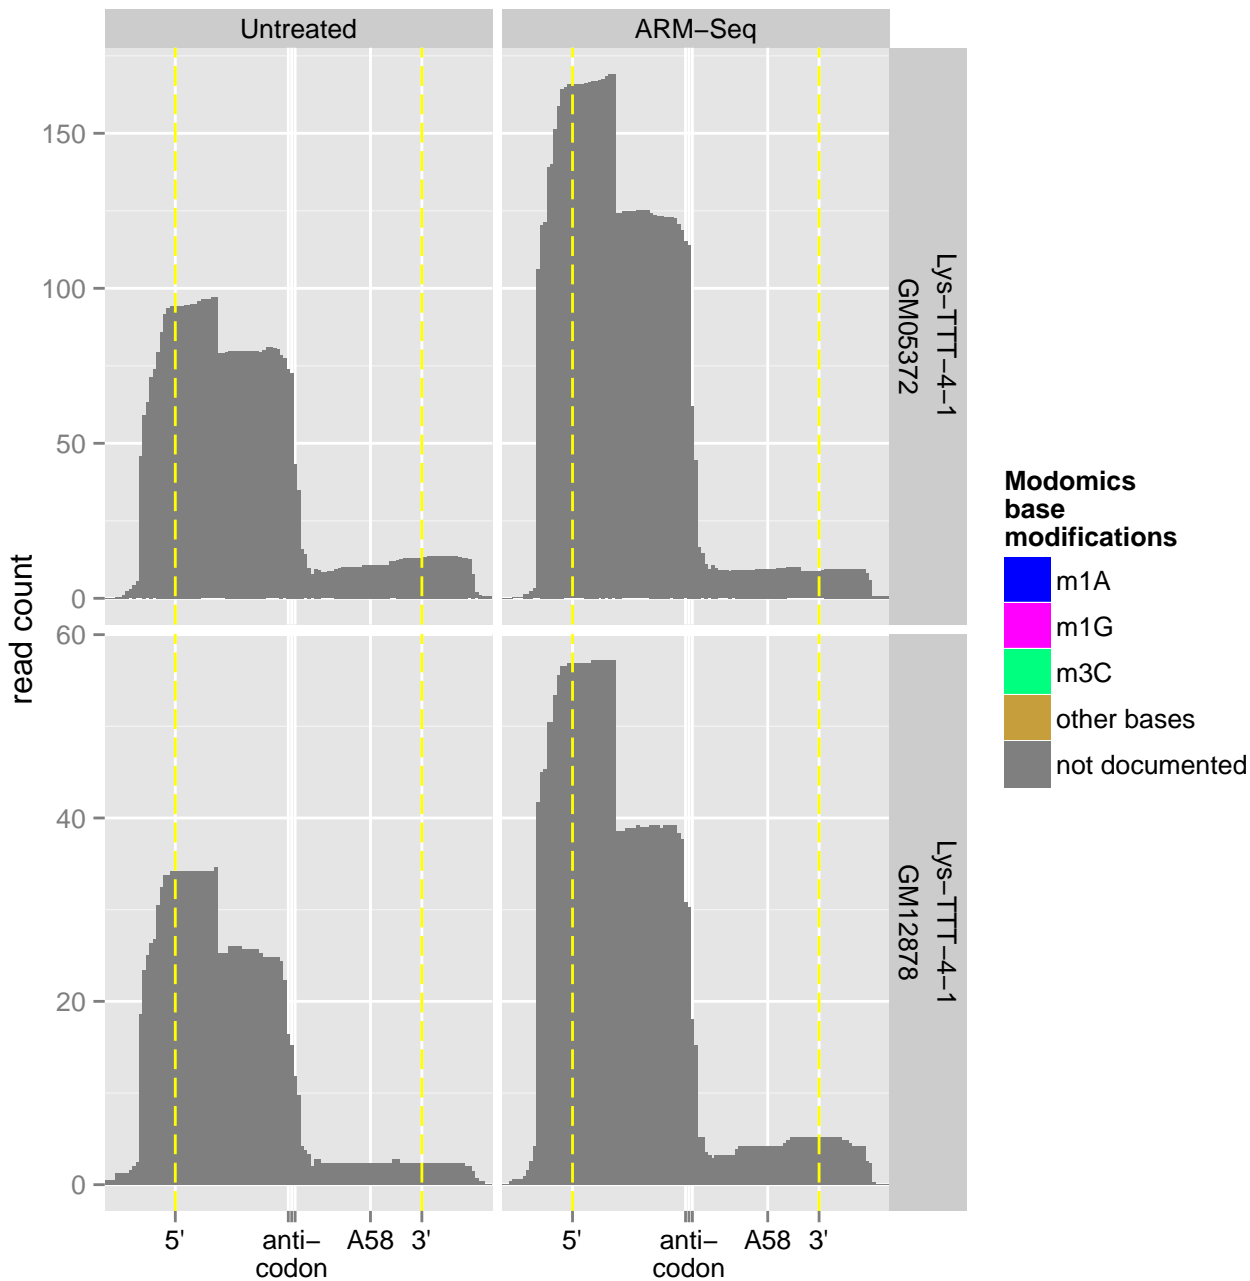 Untreated
ARM−Seq
150
100
50
0
60
40
20
0
read count
Lys−TTT−4−1
GM05372
Lys−TTT−4−1
GM12878
5'
anti−
codon
A58
3'
5'
anti−
codon
A58
3'
Modomics
base
modifications
m1A
m1G
m3C
other bases
not documented